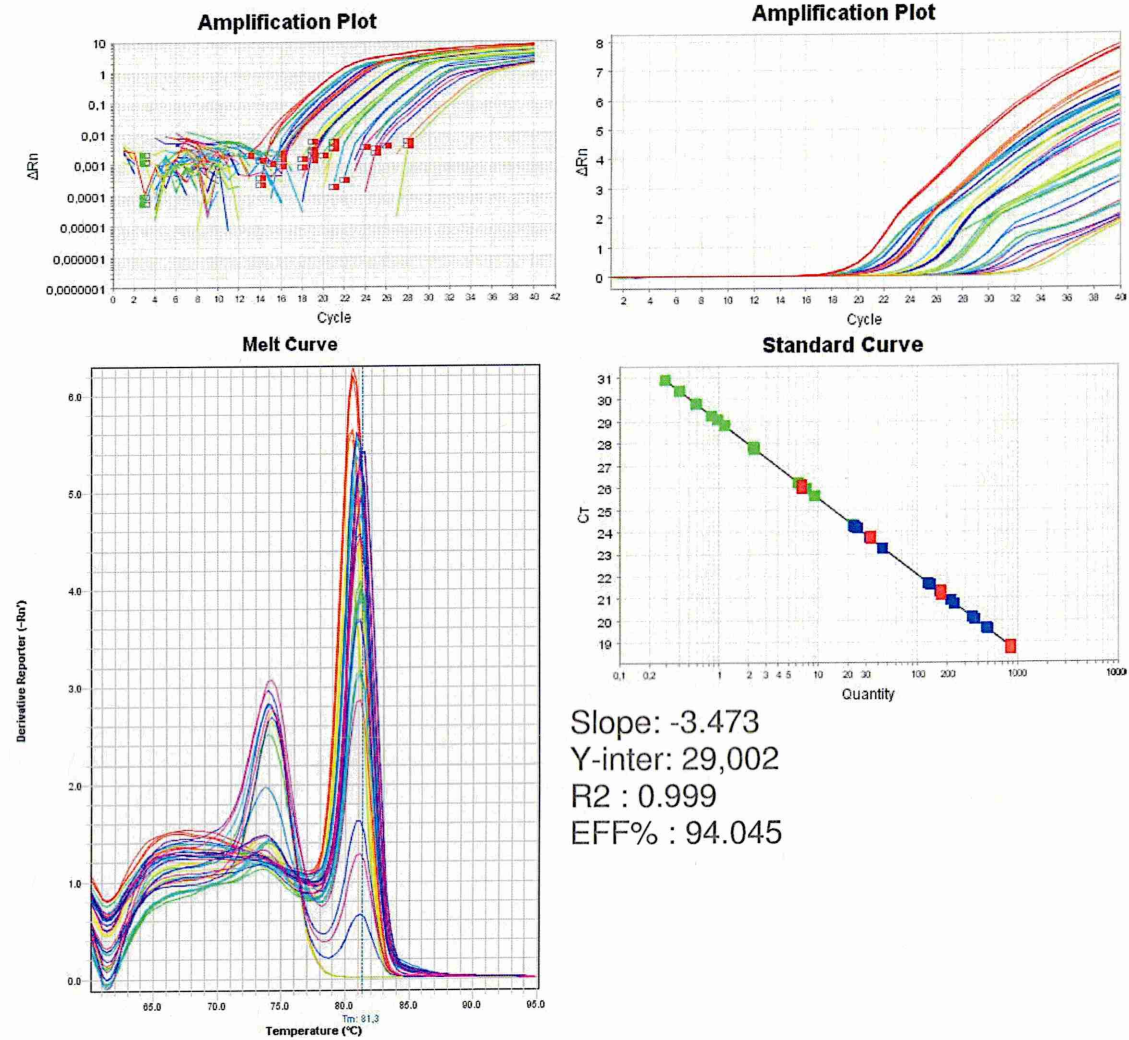 Amplification Plot
10
1
0,1
0,01
0,001
0,0001
0,00001
0,000001
0,0000001
ΔRn
0 2 4 6 8 10 12 14 16 18 20 22 24 26 28 30 32 34 36 38 40 42
Cycle
Amplification Plot
8
7
6
5
4
3
2
1
0
ΔRn
2 4 6 8 10 12 14 16 18 20 22 24 26 28 30 32 34 36 38 40
Cycle
Melt Curve
6.0
5.0
4.0
3.0
2.0
1.0
0.0
Derivative Reporter (-Rn')
65.0 70.0 75.0 80.0 85.0 90.0 95.0
Tm: 81,3
Temperature (°C)
Standard Curve
31
30
29
28
27
26
25
24
23
22
21
20
19
CT
0,1 0,2 1 2 3 4 5 10 20 30 100 200 1000
Quantity
Slope: -3.473
Y-inter: 29,002
R2 : 0.999
EFF% : 94.045